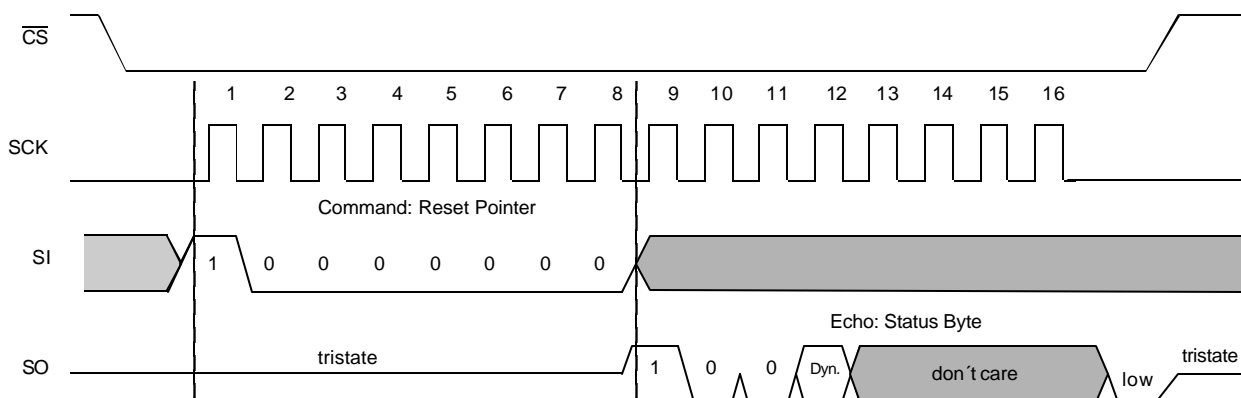 CS
1 2 3 4 5 6 7 8 9 10 11 12 13 14 15 16
SCK
Command: Reset Pointer
SI 1 0 0 0 0 0 0 0
Echo: Status Byte
SO tristate 1 0 0 Dyn. don´t care low tristate